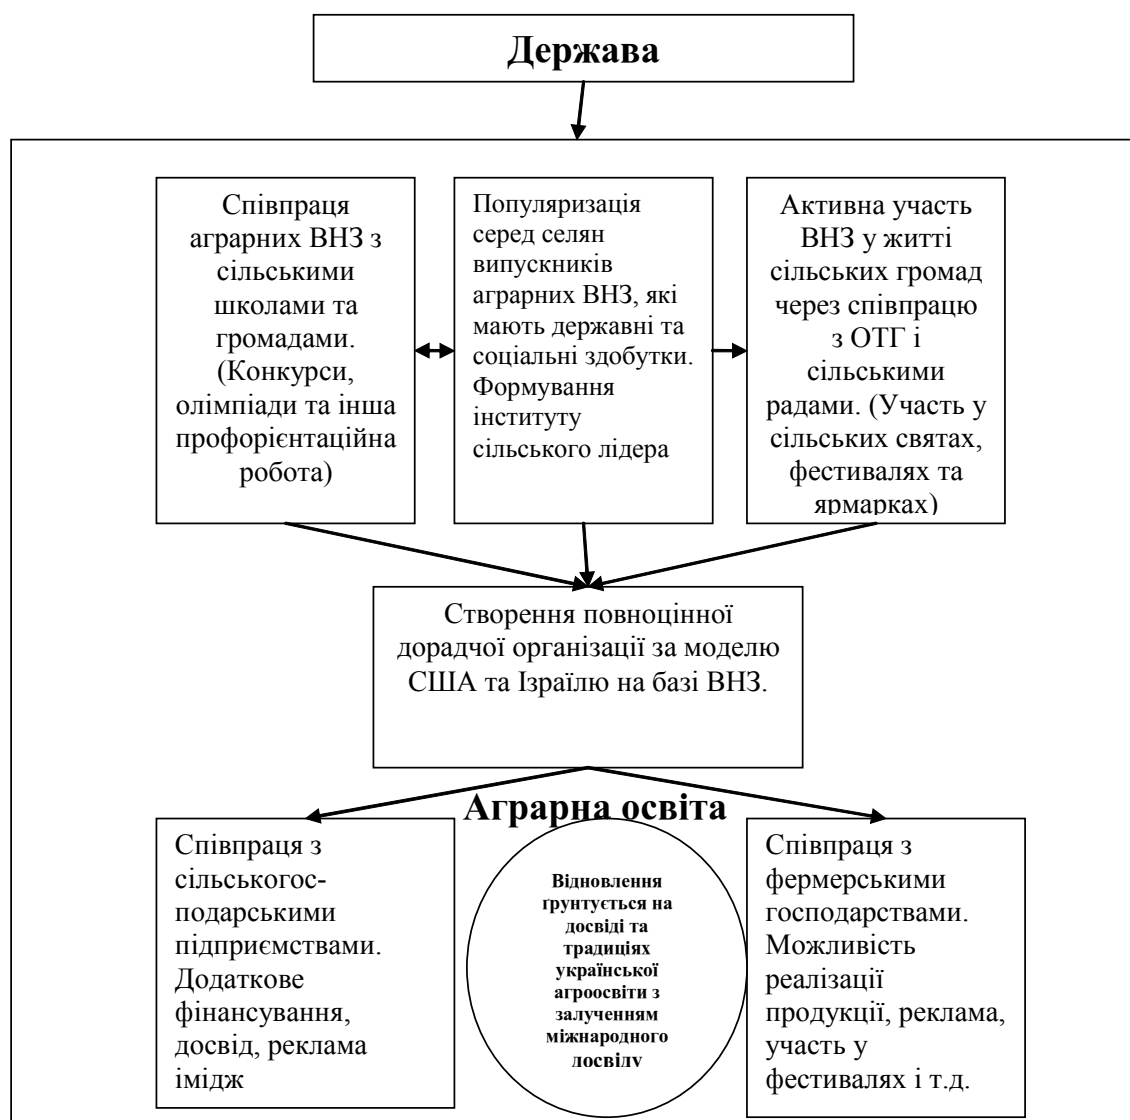 Держава
Співпраця
аграрних ВНЗ з
сільськими
школами та
громадами.
(Конкурси,
олімпіади та інша
профорієнтаційна
робота)
Популяризація
серед селян
випускників
аграрних ВНЗ, які
мають державні та
соціальні здобутки.
Формування
інституту
сільського лідера
Активна участь
ВНЗ у житті
сільських громад
через співпрацю
з ОТГ і
сільськими
радами. (Участь у
сільських святах,
фестивалях та
ярмарках)
Створення повноцінної
дорадчої організації за моделю
США та Ізраїлю на базі ВНЗ.
Аграрна освіта
Співпраця з
сільськогос-
подарськими
підприємствами.
Додаткове
фінансування,
досвід, реклама
імідж
Відновлення
ґрунтується на
досвіді та
традиціях
української
агроосвіти з
залученням
міжнародного
досвіду
Співпраця з
фермерськими
господарствами.
Можливість
реалізації
продукції, реклама,
участь у
фестивалях і т.д.